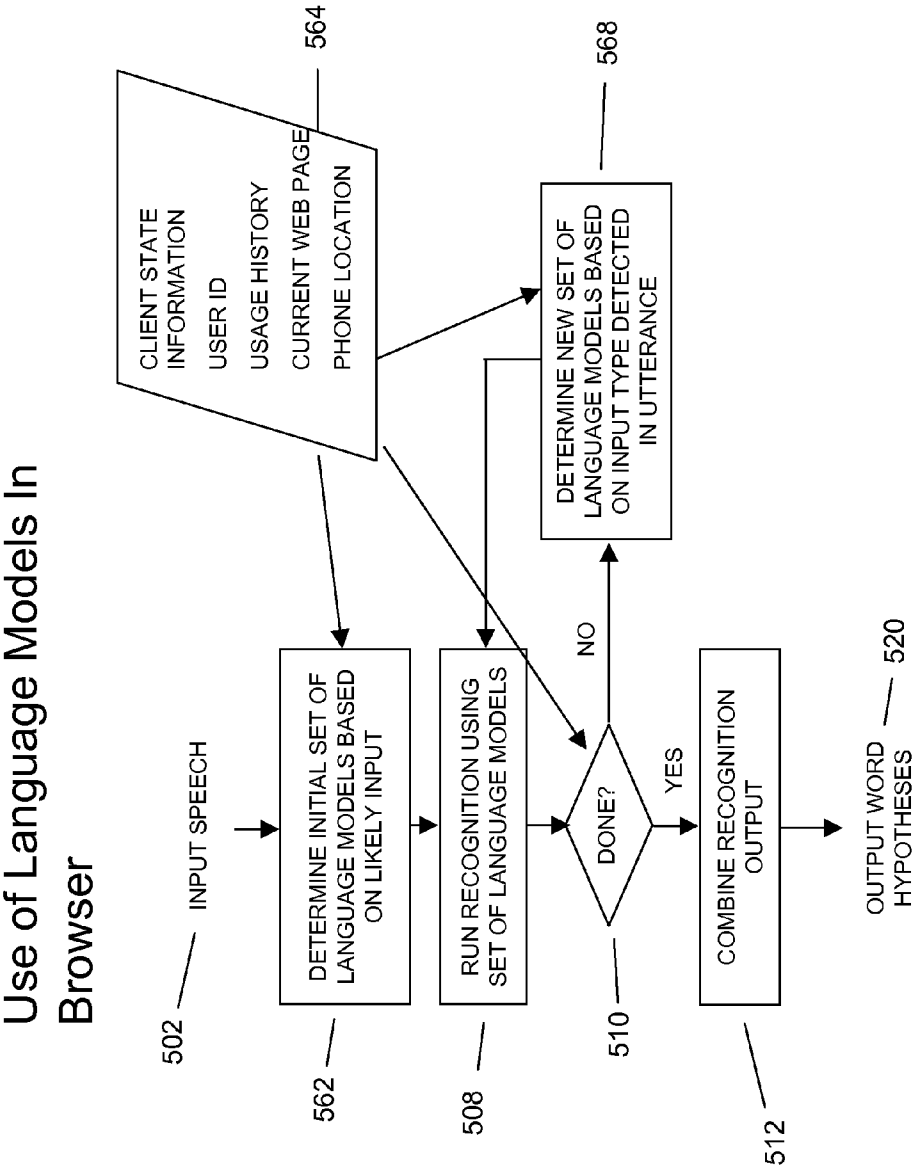 Use of Language Models In
Browser
502
INPUT SPEECH
562
DETERMINE INITIAL SET OF
LANGUAGE MODELS BASED
ON LIKELY INPUT
564
CLIENT STATE
INFORMATION
USER ID
USAGE HISTORY
CURRENT WEB PAGE
PHONE LOCATION
508
RUN RECOGNITION USING
SET OF LANGUAGE MODELS
510
DONE?
NO
YES
568
DETERMINE NEW SET OF
LANGUAGE MODELS BASED
ON INPUT TYPE DETECTED
IN UTTERANCE
512
COMBINE RECOGNITION
OUTPUT
OUTPUT WORD
HYPOTHESES
520